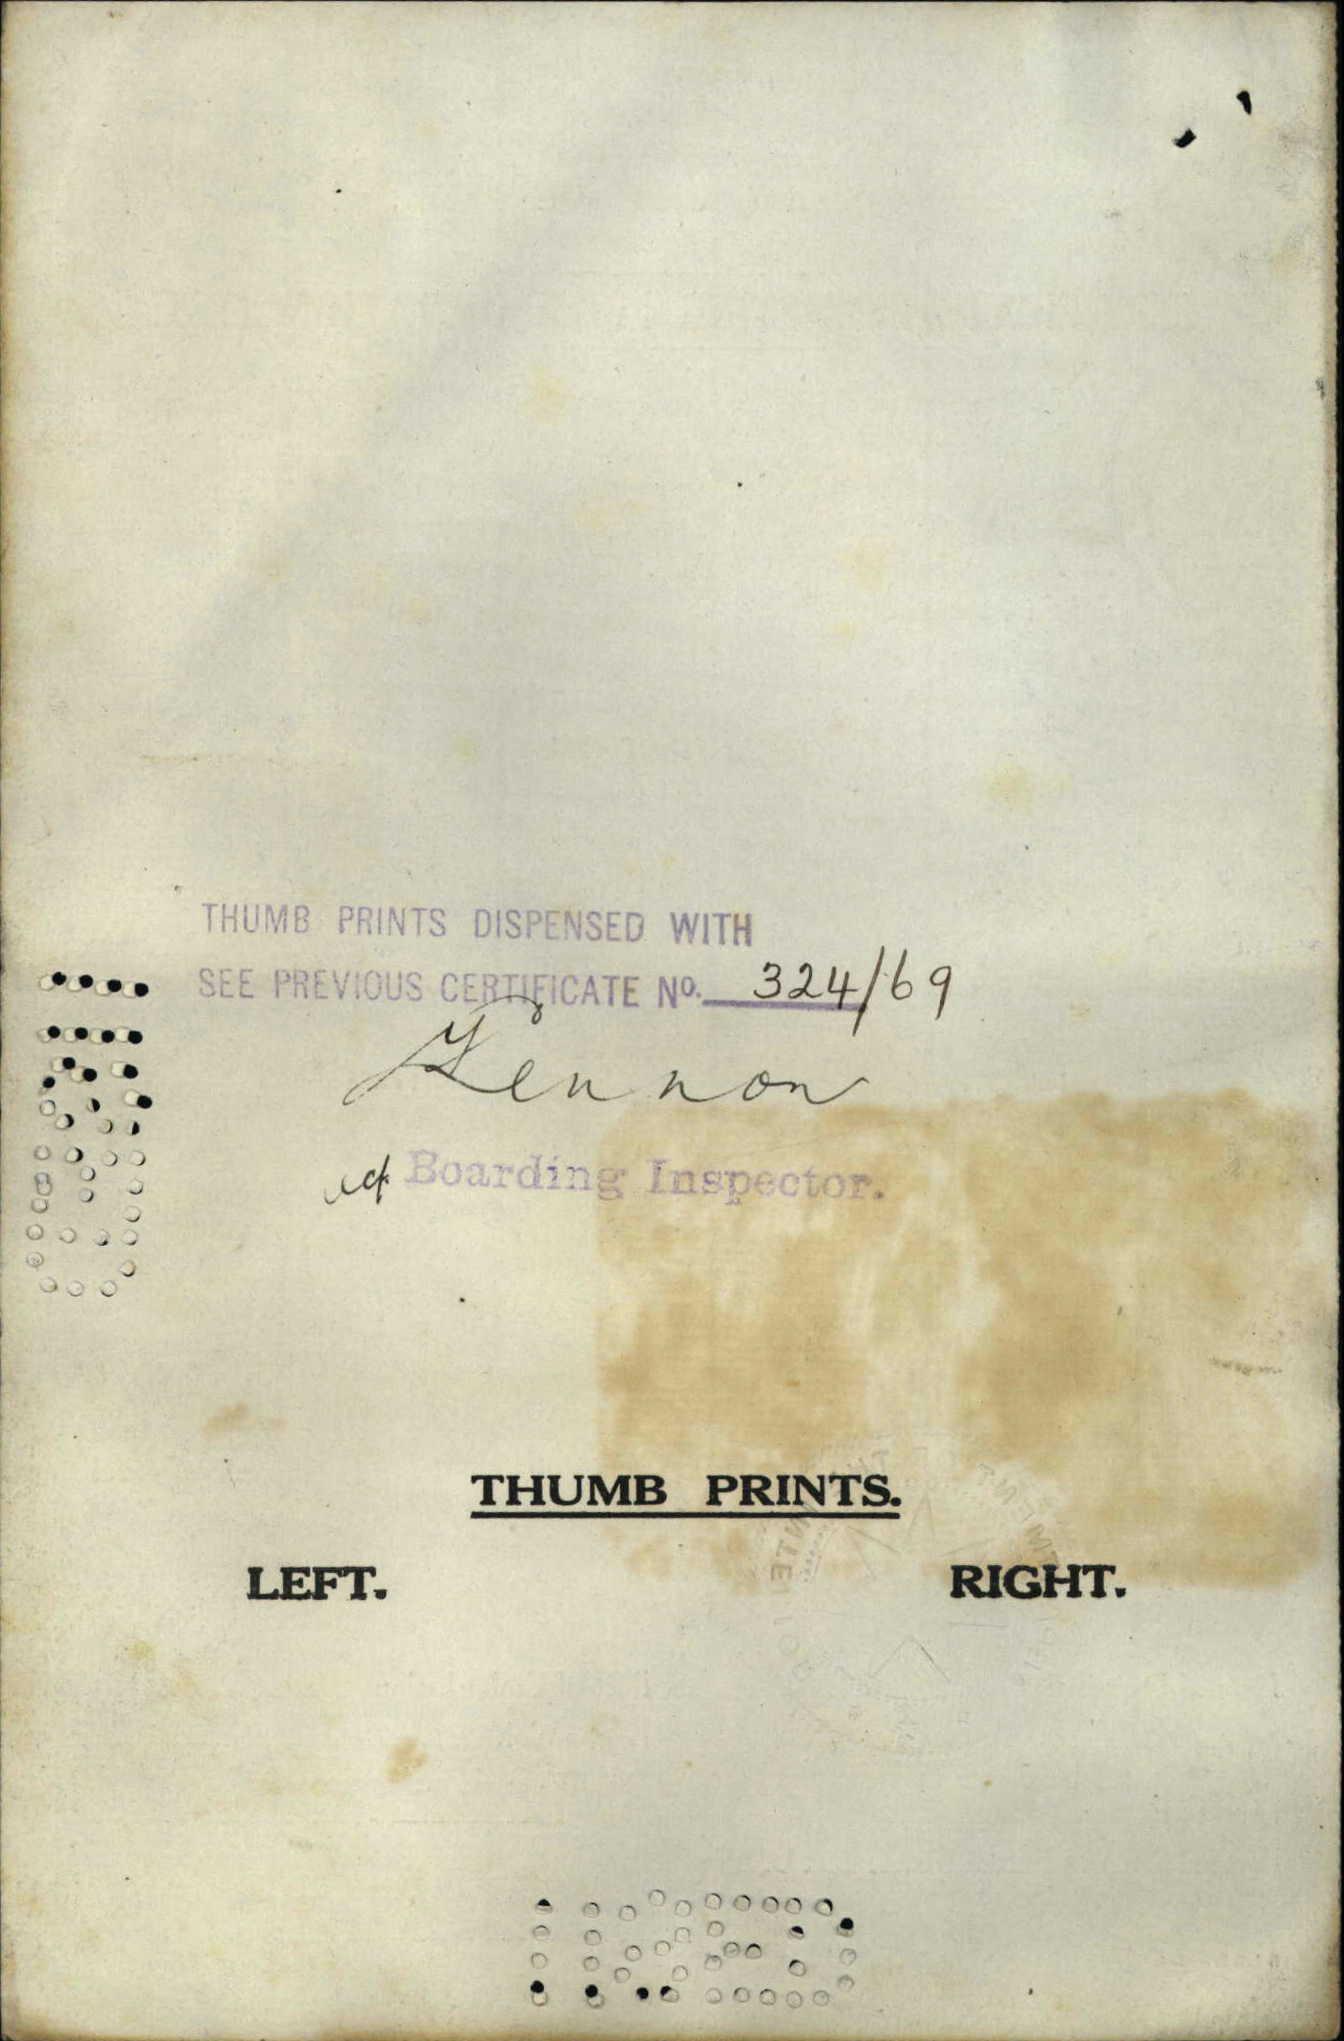 THUMB PRINTS DISPENSED WITH
SEE PREVIOUS CERTIFICATE No. 324/69
Boarding Inspector.
THUMB PRINTS.
LEFT.
RIGHT.